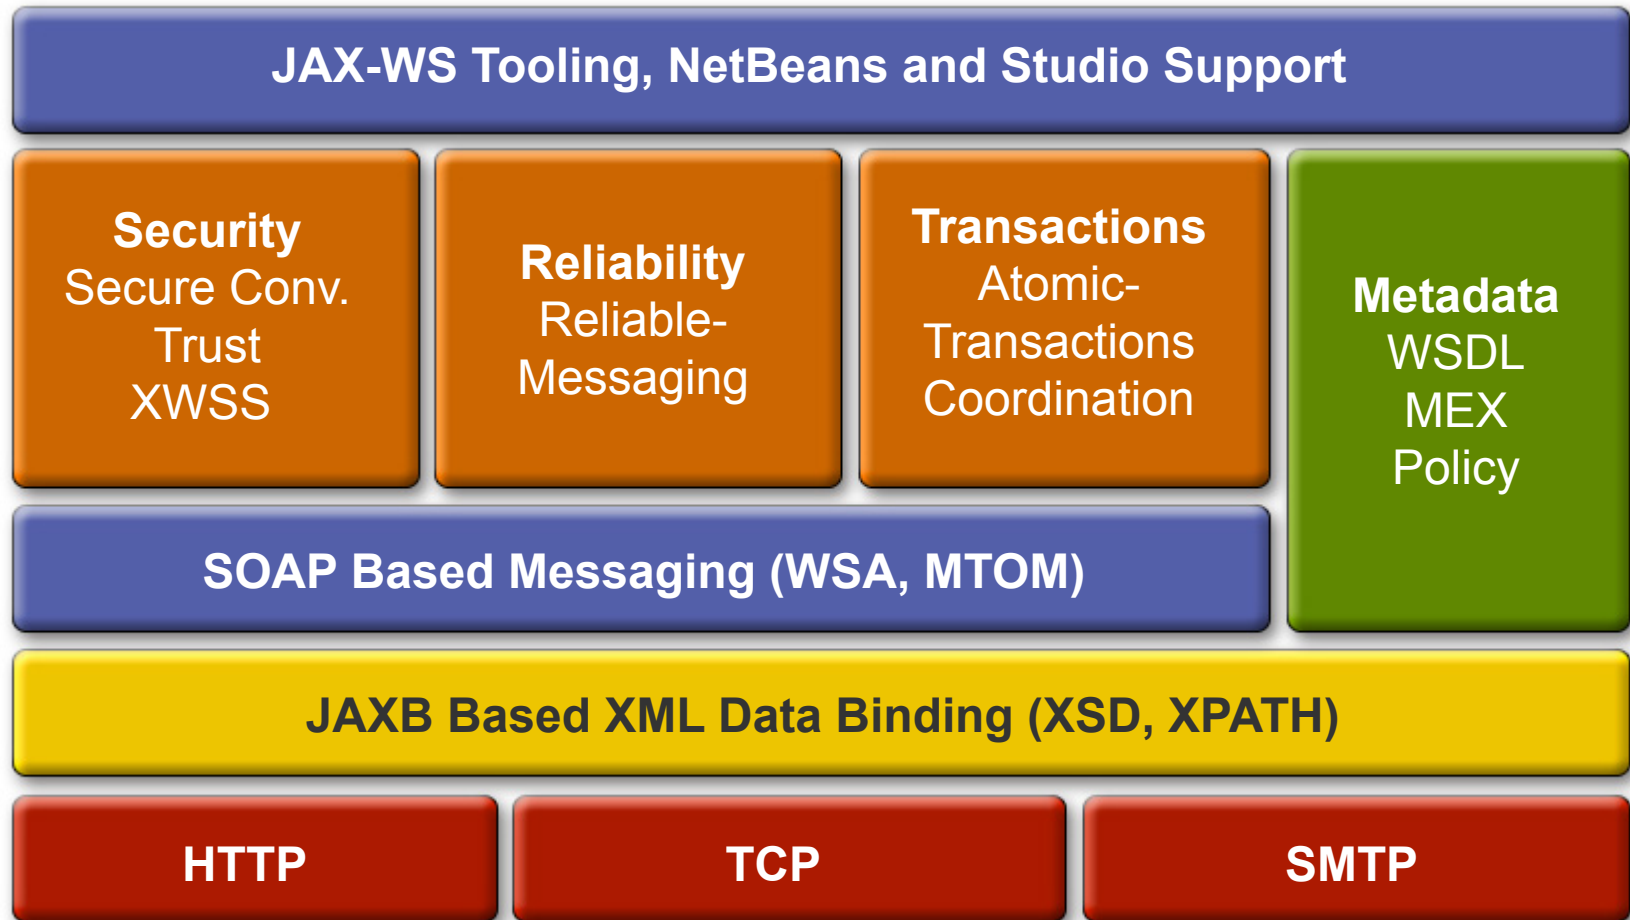 JAX-WS Tooling, NetBeans and Studio Support
Security
Secure Conv.
Trust
XWSS
Reliability
Reliable-
Messaging
Transactions
Atomic-
Transactions
Coordination
Metadata
WSDL
MEX
Policy
SOAP Based Messaging (WSA, MTOM)
JAXB Based XML Data Binding (XSD, XPATH)
HTTP
TCP
SMTP